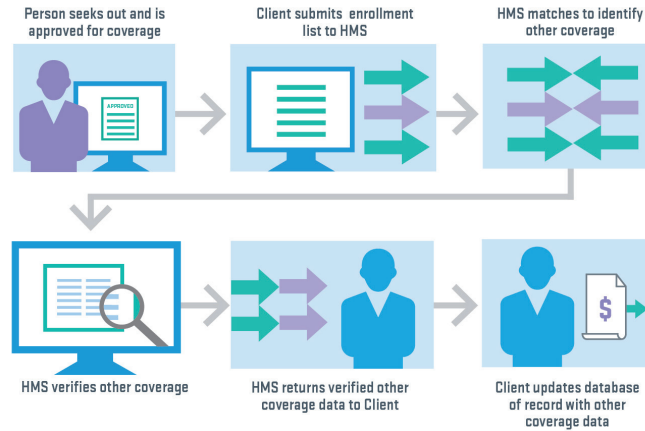 Person seeks out and is
approved for coverage
Client submits enrollment
list to HMS
HMS matches to identify
other coverage
APPROVED
HMS verifies other coverage
HMS returns verified other
coverage data to Client
$
Client updates database
of record with other
coverage data